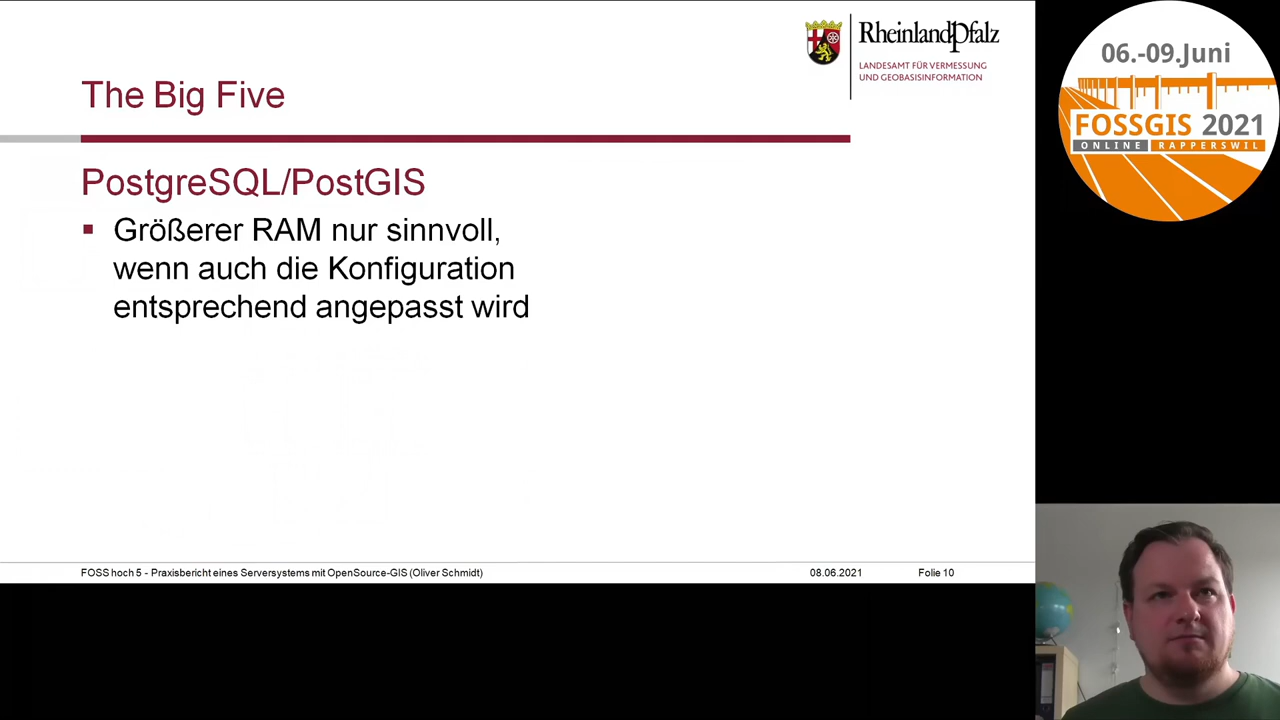 RheinlandPfalz
LANDESAMT FÜR VERMESSUNG
UND GEOBASISINFORMATION
The Big Five
PostgreSQL/PostGIS
▪ Größerer RAM nur sinnvoll,
wenn auch die Konfiguration
entsprechend angepasst wird
FOSS hoch 5 - Praxisbericht eines Serversystems mit OpenSource-GIS (Oliver Schmidt)
08.06.2021
Folie 10
06.-09.Juni
FOSSGIS 2021
ONLINE RAPPERSWIL